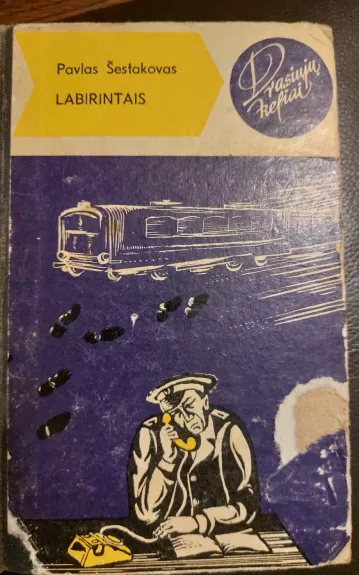 Pavlas Šestakovas
LABIRINTAIS
Drąsiųjų
keliai